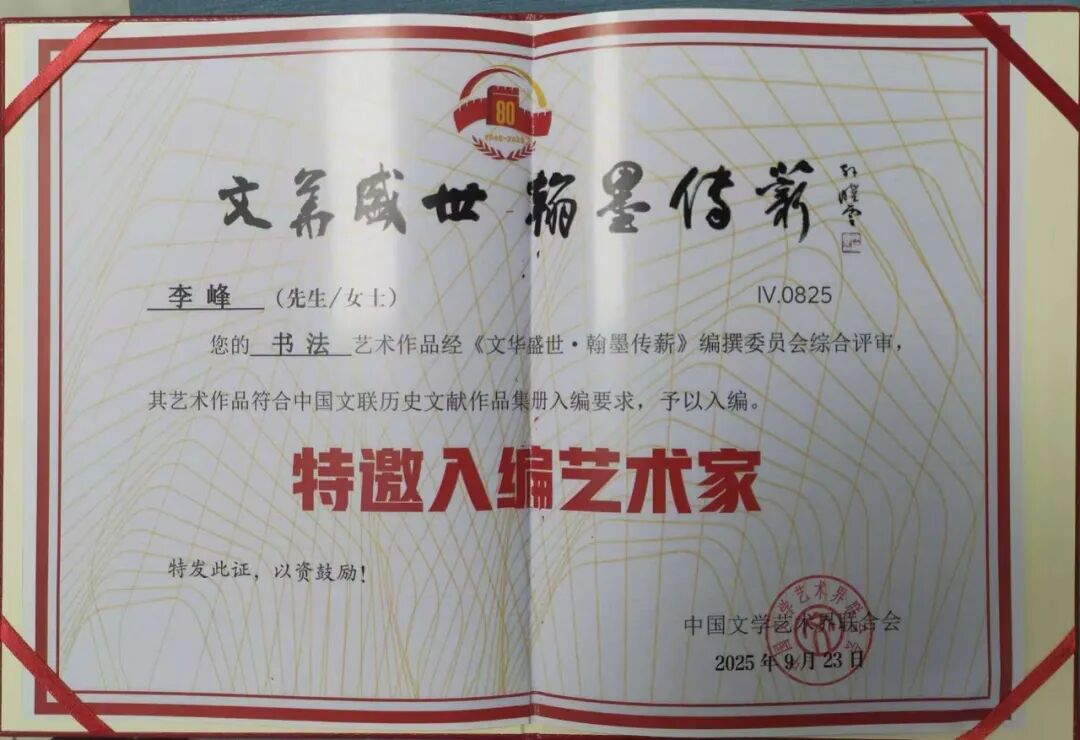 80
1945-2025
文華盛世 翰墨传薪
李峰 （先生/女士） IV.0825
您的 书法 艺术作品经《文华盛世·翰墨传薪》编撰委员会综合评审，
其艺术作品符合中国文联历史文献作品集册入编要求，予以入编。
特邀入编艺术家
特发此证，以资鼓励！
中国文学艺术界联合会
2025年9月23日